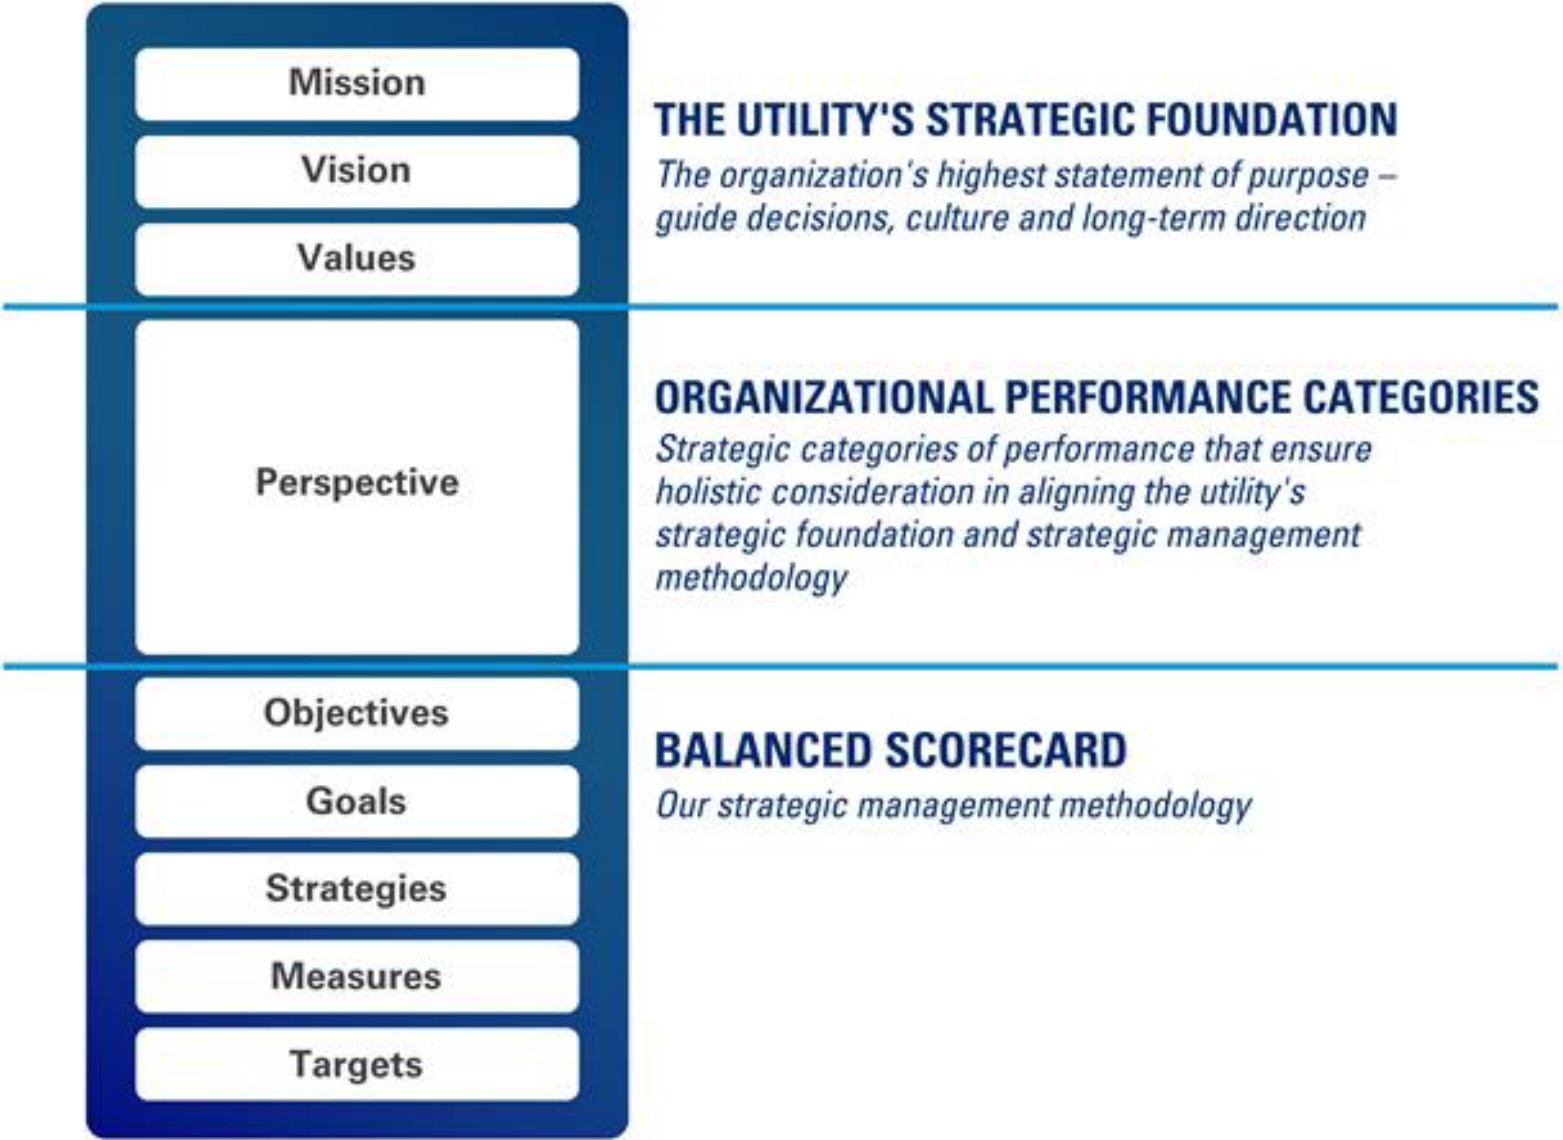 Mission
Vision
Values
THE UTILITY'S STRATEGIC FOUNDATION
The organization's highest statement of purpose –
guide decisions, culture and long-term direction
Perspective
ORGANIZATIONAL PERFORMANCE CATEGORIES
Strategic categories of performance that ensure
holistic consideration in aligning the utility's
strategic foundation and strategic management
methodology
Objectives
Goals
Strategies
Measures
Targets
BALANCED SCORECARD
Our strategic management methodology